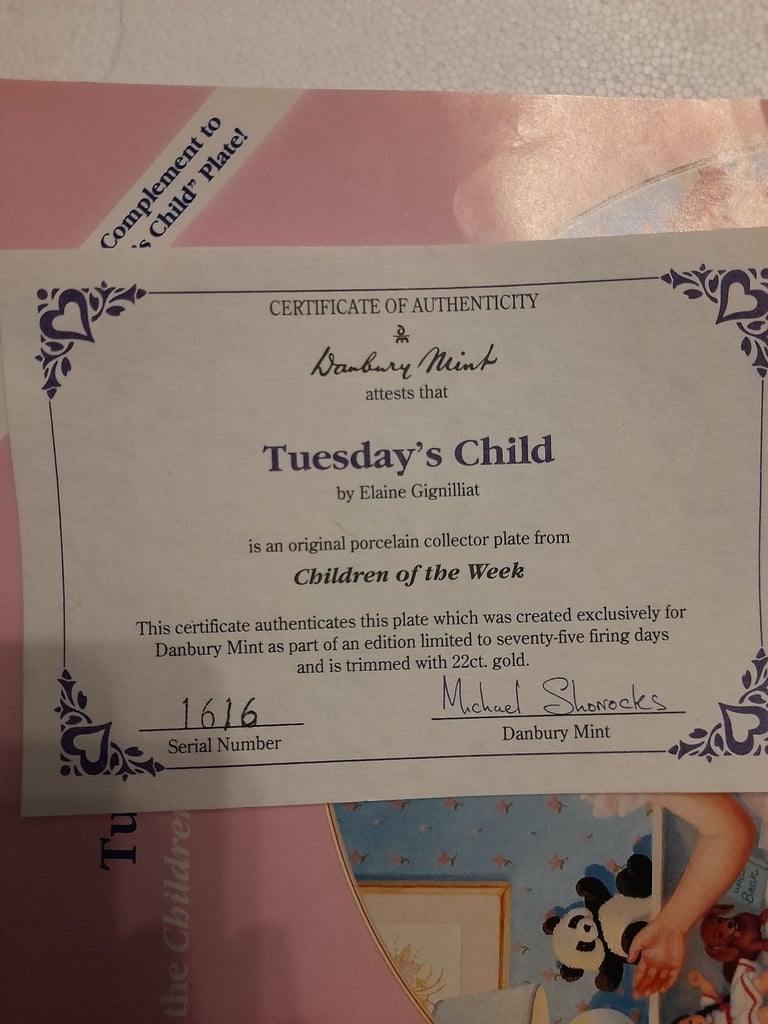 Complement to
's Child" Plate!
CERTIFICATE OF AUTHENTICITY
Danbury Mint
attests that
Tuesday's Child
by Elaine Gignilliat
is an original porcelain collector plate from
Children of the Week
This certificate authenticates this plate which was created exclusively for
Danbury Mint as part of an edition limited to seventy-five firing days
and is trimmed with 22ct. gold.
1616
Serial Number
Michael Shorrocks
Danbury Mint
Tu
the Children
Bear!